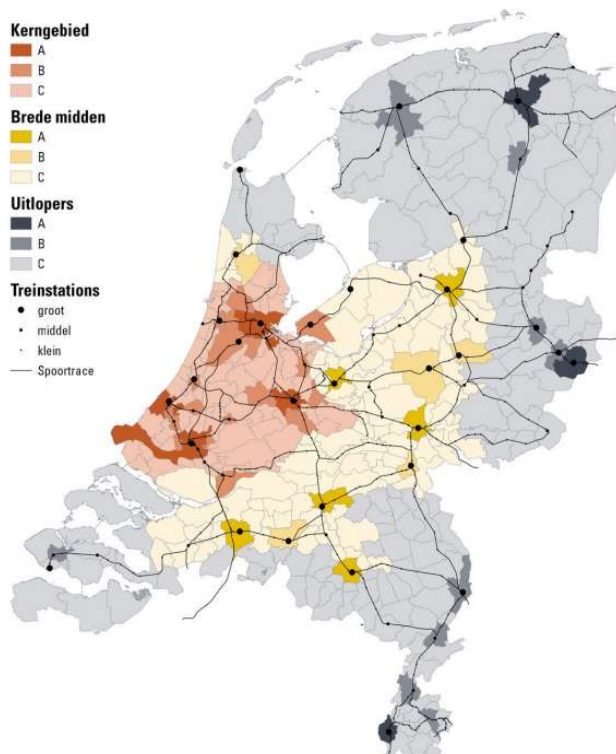 Kerngebied
A
B
C
Brede midden
A
B
C
Uitlopers
A
B
C
Treinstations
groot
middel
klein
Spoortrace